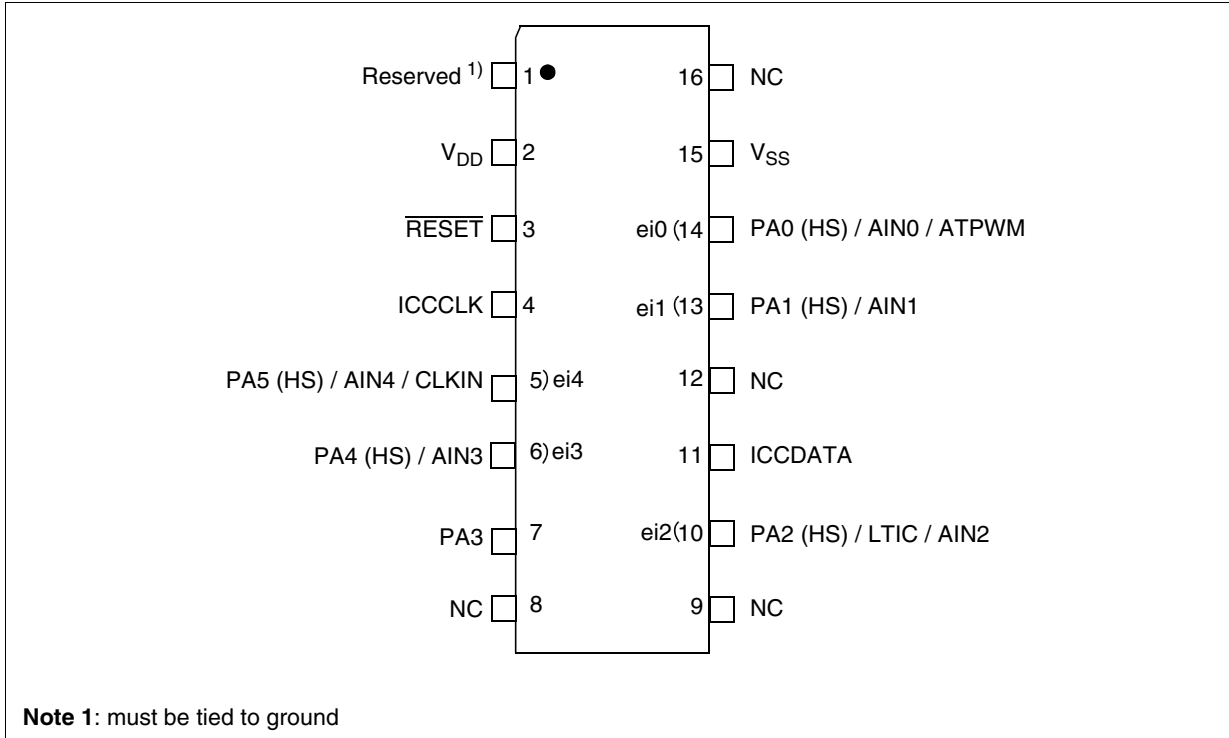 Reserved 1) 1 16 NC
VDD 2 15 VSS
RESET 3 ei0 (14 PA0 (HS) / AIN0 / ATPWM
ICCCLK 4 ei1 (13 PA1 (HS) / AIN1
PA5 (HS) / AIN4 / CLKIN 5) ei4 12 NC
PA4 (HS) / AIN3 6) ei3 11 ICCDATA
PA3 7 ei2(10 PA2 (HS) / LTIC / AIN2
NC 8 9 NC
Note 1: must be tied to ground